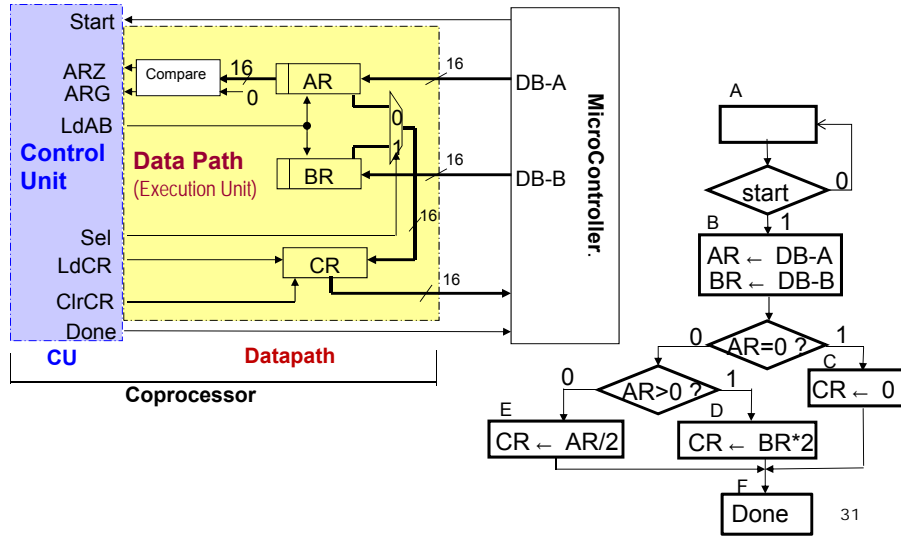 Start
ARZ
ARG
LdAB
Control
Unit
Sel
LdCR
ClrCR
Done
CU
Compare
16
0
AR
0
1
BR
Data Path
(Execution Unit)
16
CR
16
16
16
DB-A
DB-B
MicroController.
Datapath
Coprocessor
A
start
0
1
B
AR ← DB-A
BR ← DB-B
AR=0 ?
0
1
C
CR ← 0
AR>0 ?
0
1
E
CR ← AR/2
D
CR ← BR*2
F
Done
31